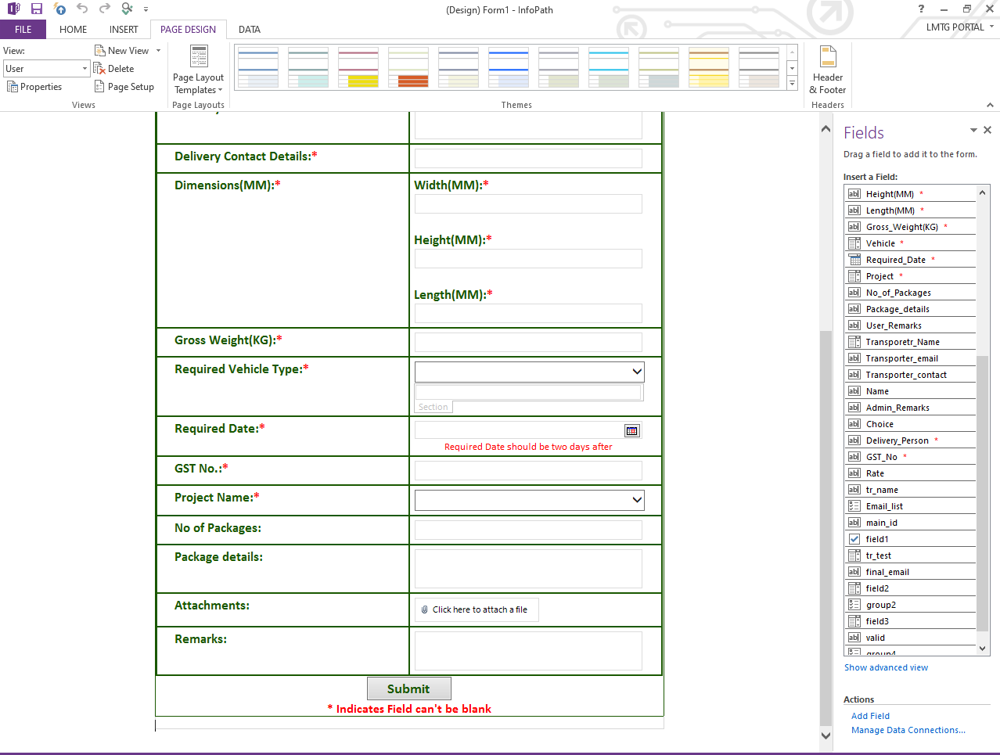 (Design) Form1 - InfoPath
?
FILE
HOME
INSERT
PAGE DESIGN
DATA
LMTG PORTAL
View:
User
Properties
New View
Delete
Page Setup
Views
Page Layout
Templates
Page Layouts
Themes
Header
& Footer
Headers
Delivery Contact Details:*
Dimensions(MM):*
Width(MM):*
Height(MM):*
Length(MM):*
Gross Weight(KG):*
Required Vehicle Type:*
Section
Required Date:*
Required Date should be two days after
GST No.:*
Project Name:*
No of Packages:
Package details:
Attachments:
Click here to attach a file
Remarks:
Submit
* Indicates Field can't be blank
Fields
Drag a field to add it to the form.
Insert a Field:
Height(MM) *
Length(MM) *
Gross_Weight(KG) *
Vehicle *
Required_Date *
Project *
No_of_Packages
Package_details
User_Remarks
Transporetr_Name
Transporter_email
Transporter_contact
Name
Admin_Remarks
Choice
Delivery_Person *
GST_No *
Rate
tr_name
Email_list
main_id
field1
tr_test
final_email
field2
group2
field3
valid
group4
Show advanced view
Actions
Add Field
Manage Data Connections...